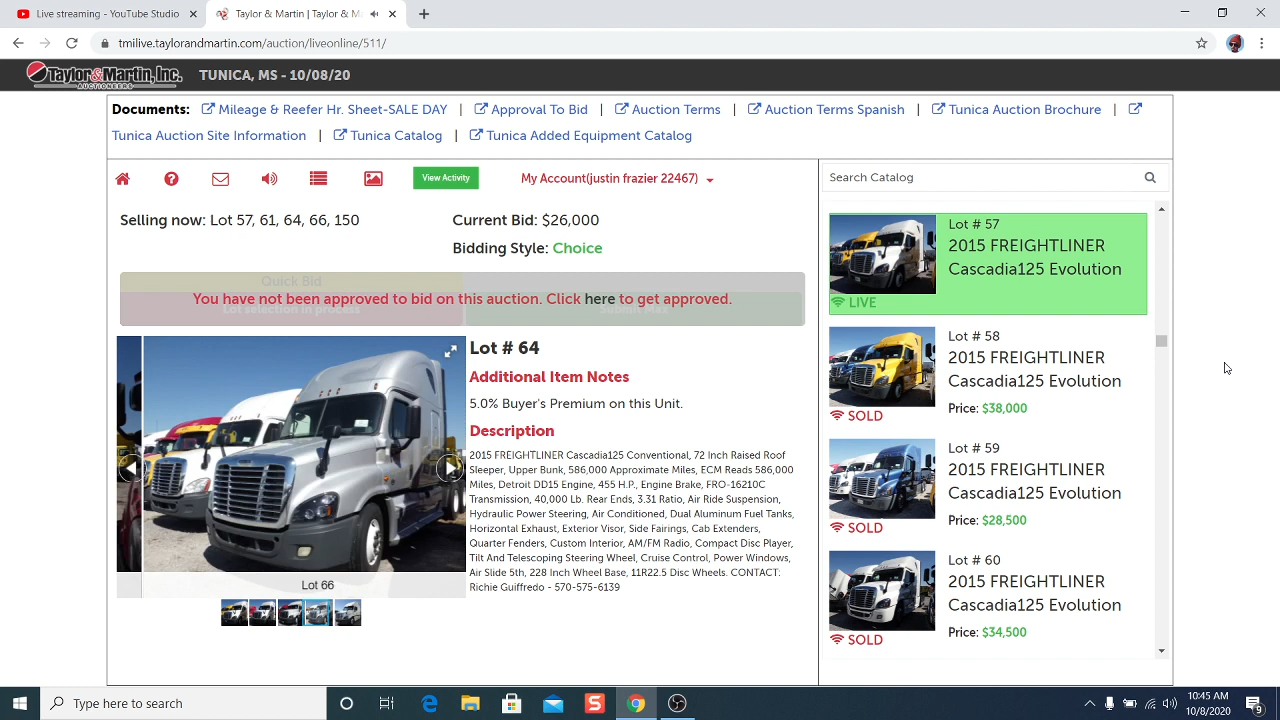 Live streaming - YouTube Studio
Taylor & Martin | Taylor & M
tmilive.taylorandmartin.com/auction/liveonline/511/
Taylor & Martin, Inc.
AUCTIONEERS
TUNICA, MS - 10/08/20
Documents: Mileage & Reefer Hr. Sheet-SALE DAY | Approval To Bid | Auction Terms | Auction Terms Spanish | Tunica Auction Brochure |
Tunica Auction Site Information | Tunica Catalog | Tunica Added Equipment Catalog
View Activity
My Account(justin frazier 22467)
Selling now: Lot 57, 61, 64, 66, 150
Current Bid: $26,000
Bidding Style: Choice
Quick Bid
You have not been approved to bid on this auction. Click here to get approved.
Lot selection in process
Submit Max
Lot 66
Lot # 64
Additional Item Notes
5.0% Buyer's Premium on this Unit.
Description
2015 FREIGHTLINER Cascadia125 Conventional, 72 Inch Raised Roof
Sleeper, Upper Bunk, 586,000 Approximate Miles, ECM Reads 586,000
Miles, Detroit DD15 Engine, 455 H.P., Engine Brake, FRO-16210C
Transmission, 40,000 Lb. Rear Ends, 3.31 Ratio, Air Ride Suspension,
Hydraulic Power Steering, Air Conditioned, Dual Aluminum Fuel Tanks,
Horizontal Exhaust, Exterior Visor, Side Fairings, Cab Extenders,
Quarter Fenders, Custom Interior, AM/FM Radio, Compact Disc Player,
Tilt And Telescoping Steering Wheel, Cruise Control, Power Windows,
Air Slide 5th, 228 Inch Wheel Base, 11R22.5 Disc Wheels. CONTACT:
Richie Guiffredo - 570-575-6139
Search Catalog
Lot # 57
2015 FREIGHTLINER
Cascadia125 Evolution
LIVE
Lot # 58
2015 FREIGHTLINER
Cascadia125 Evolution
Price: $38,000
SOLD
Lot # 59
2015 FREIGHTLINER
Cascadia125 Evolution
Price: $28,500
SOLD
Lot # 60
2015 FREIGHTLINER
Cascadia125 Evolution
Price: $34,500
SOLD
Type here to search
S
10:45 AM
10/8/2020
9